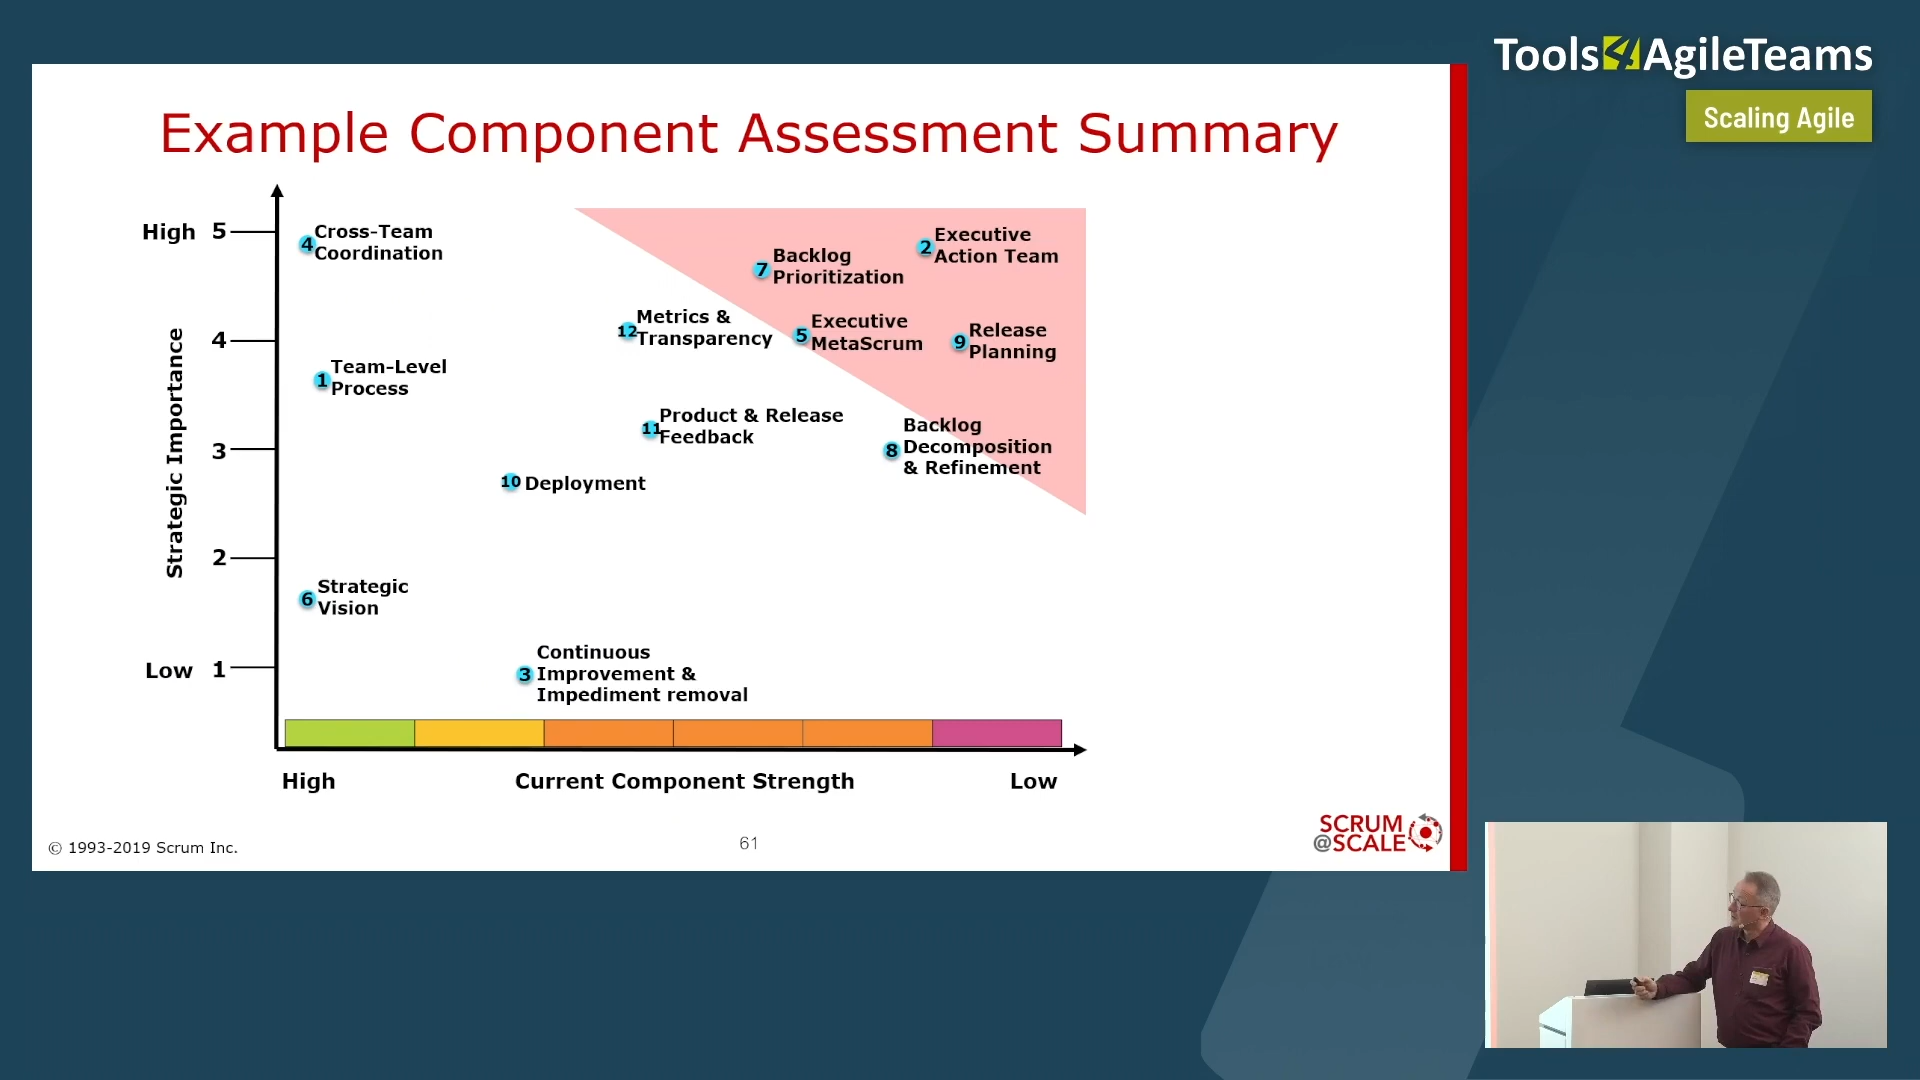 Tools4AgileTeams
Scaling Agile
Example Component Assessment Summary
High 5
4
3
2
Low 1
Strategic Importance
4 Cross-Team
Coordination
2 Executive
Action Team
7 Backlog
Prioritization
12 Metrics &
Transparency
5 Executive
MetaScrum
9 Release
Planning
1 Team-Level
Process
11 Product & Release
Feedback
8 Backlog
Decomposition
& Refinement
10 Deployment
6 Strategic
Vision
3 Continuous
Improvement &
Impediment removal
High Current Component Strength Low
© 1993-2019 Scrum Inc.
61
SCRUM
@SCALE